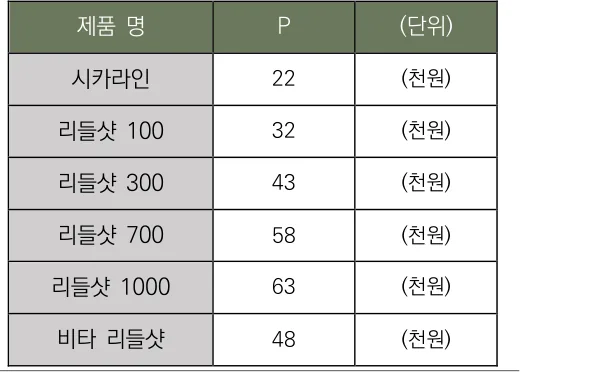 제품 명 P (단위)
시카라인 22 (천원)
리들샷 100 32 (천원)
리들샷 300 43 (천원)
리들샷 700 58 (천원)
리들샷 1000 63 (천원)
비타 리들샷 48 (천원)